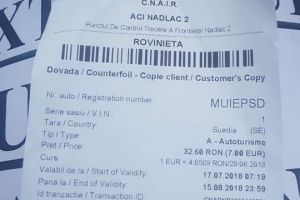 C.N.A.I.R.
ACI NADLAC 2
Punctul De Control Trecere A Frontierei Nadlac 2
ROVINIETA
Dovada / Counterfoil - Copie client / Customer's Copy
Nr. auto / Registration number: MUIEPSD
Serie sasiu / V.I.N.: 1
Tara / Country: Suedia (SE)
Tip / Type: A - Autoturisme
Pret / Price: 32.60 RON (7.00 EUR)
Curs: 1 EUR = 4.6569 RON/29.06.2018
Valabil de la / Start of Validity: 17.07.2018 07:19
Pana la / End of Validity: 15.08.2018 23:59
Id tranzactie / Transaction ID